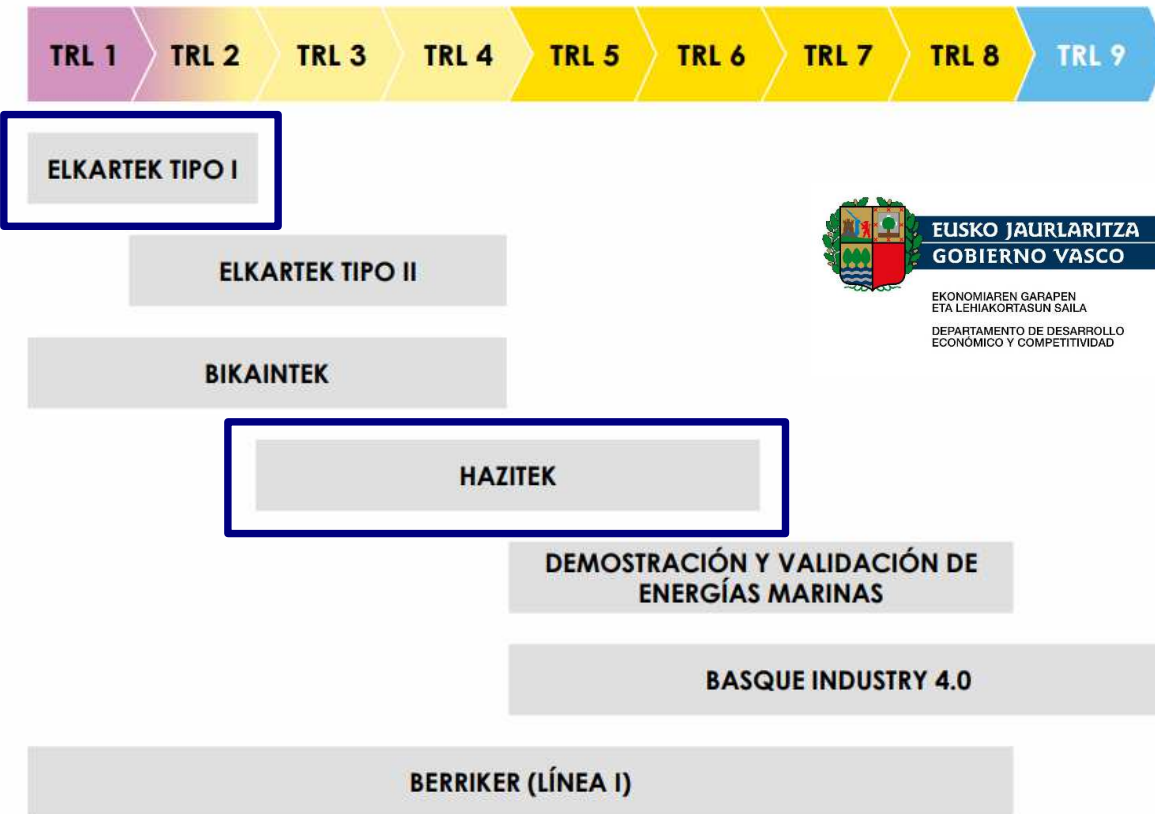 TRL 1 TRL 2 TRL 3 TRL 4 TRL 5 TRL 6 TRL 7 TRL 8 TRL 9
ELKARTEK TIPO I
EUSKO JAURLARITZA
GOBIERNO VASCO
EKONOMIAREN GARAPEN
ETA LEHIAKORTASUN SAILA
DEPARTAMENTO DE DESARROLLO
ECONÓMICO Y COMPETITIVIDAD
ELKARTEK TIPO II
BIKAINTEK
HAZITEK
DEMOSTRACIÓN Y VALIDACIÓN DE
ENERGÍAS MARINAS
BASQUE INDUSTRY 4.0
BERRIKER (LÍNEA I)